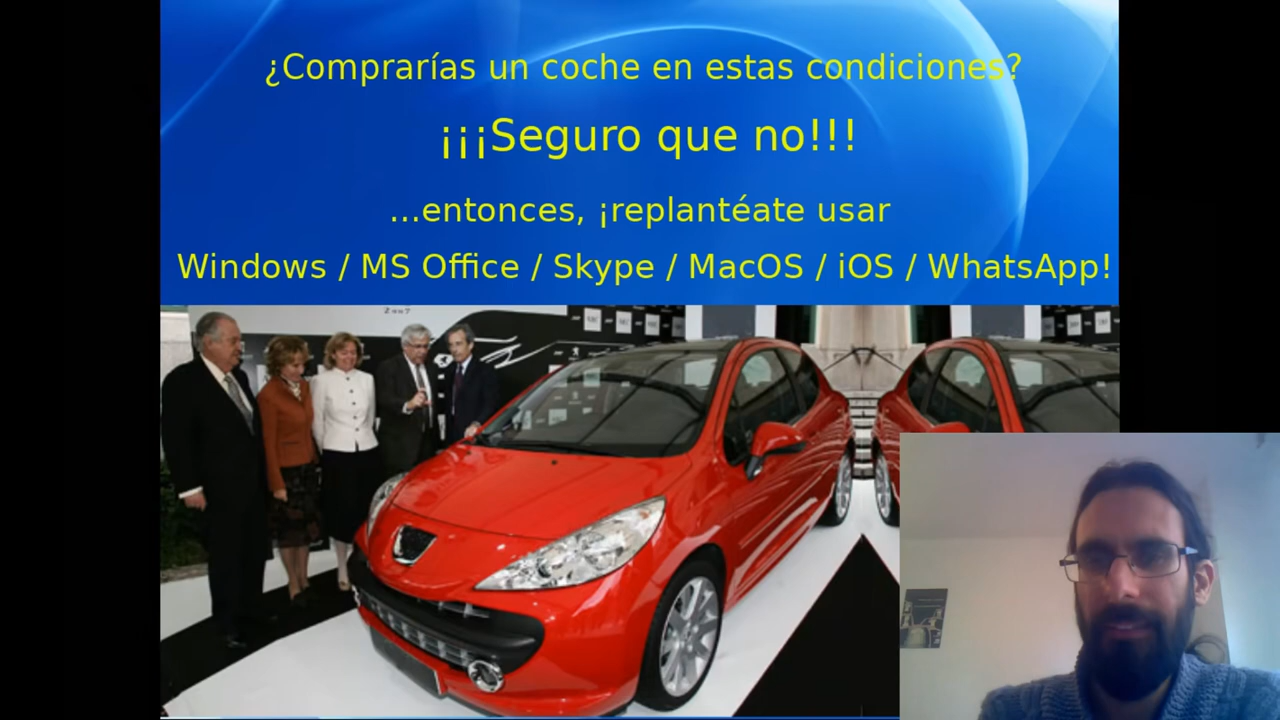 ¿Comprarías un coche en estas condiciones?
¡¡¡Seguro que no!!!
...entonces, ¡replantéate usar
Windows / MS Office / Skype / MacOS / iOS / WhatsApp!